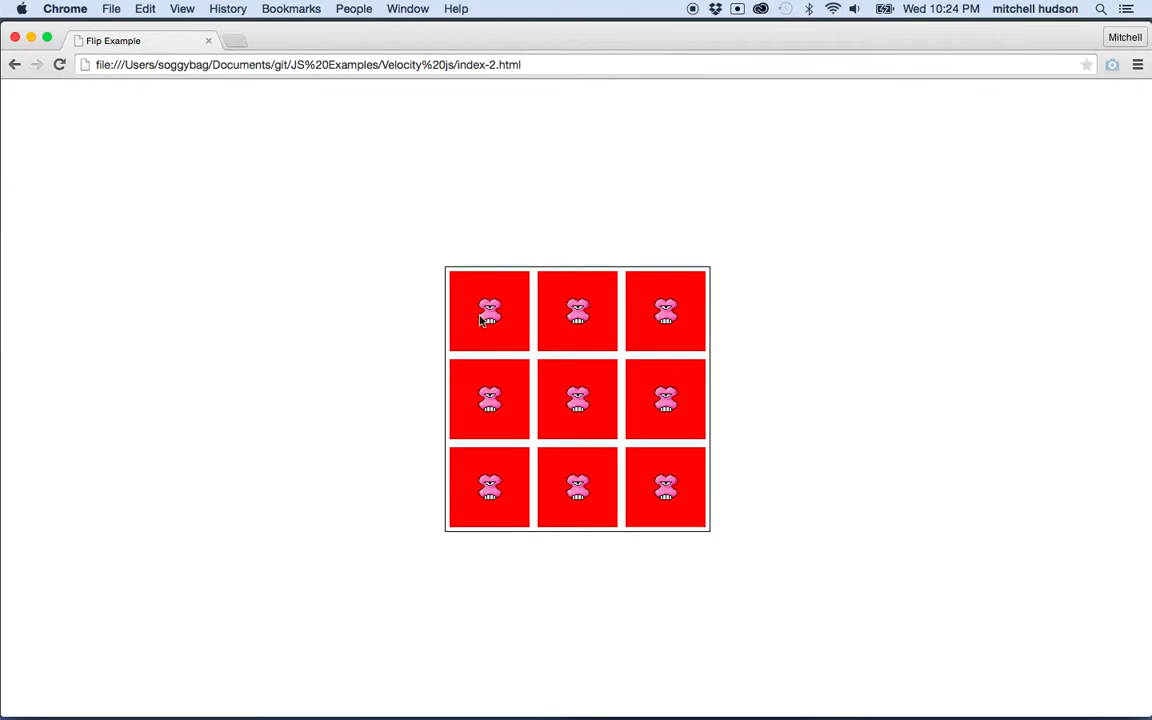 Chrome File Edit View History Bookmarks People Window Help Wed 10:24 PM mitchell hudson
Flip Example Mitchell
file:///Users/soggybag/Documents/git/JS%20Examples/Velocity%20js/index-2.html